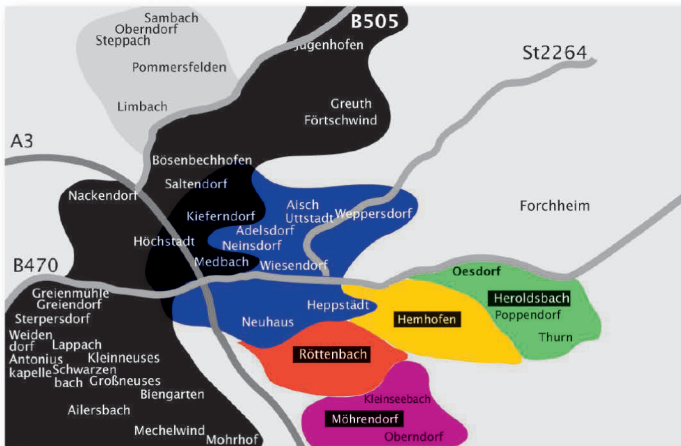 Sambach
Oberndorf
Steppach
Pommersfelden
Limbach
B505
Jugenhofen
St2264
Greuth
Förtschwind
A3
Bösenbechhofen
Saltendorf
Nackendorf
Kieferndorf
Aisch
Uttstadt
Weppersdorf
Adelsdorf
Neinsdorf
Forchheim
Höchstadt
Medbach
Wiesendorf
B470
Oesdorf
Greienmühle
Greiendorf
Sterpersdorf
Heppstädt
Heroldsbach
Poppendorf
Neuhaus
Hemhofen
Thurn
Weiden
dorf
Lappach
Antonius
kapelle
Kleinneuses
Schwarzen
bach
Großneuses
Röttenbach
Biengarten
Kleinseebach
Ailersbach
Möhrendorf
Mechelwind
Mohrhof
Oberndorf